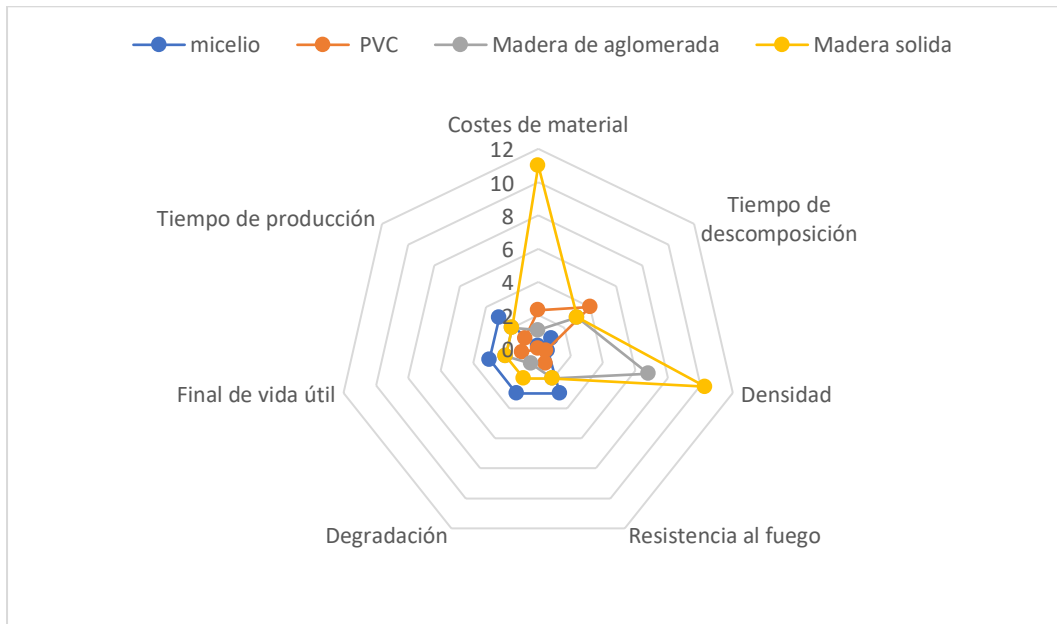 micelio
PVC
Madera de aglomerada
Madera solida
Costes de material
12
10
8
6
4
2
0
Tiempo de
descomposición
Densidad
Resistencia al fuego
Degradación
Final de vida útil
Tiempo de producción